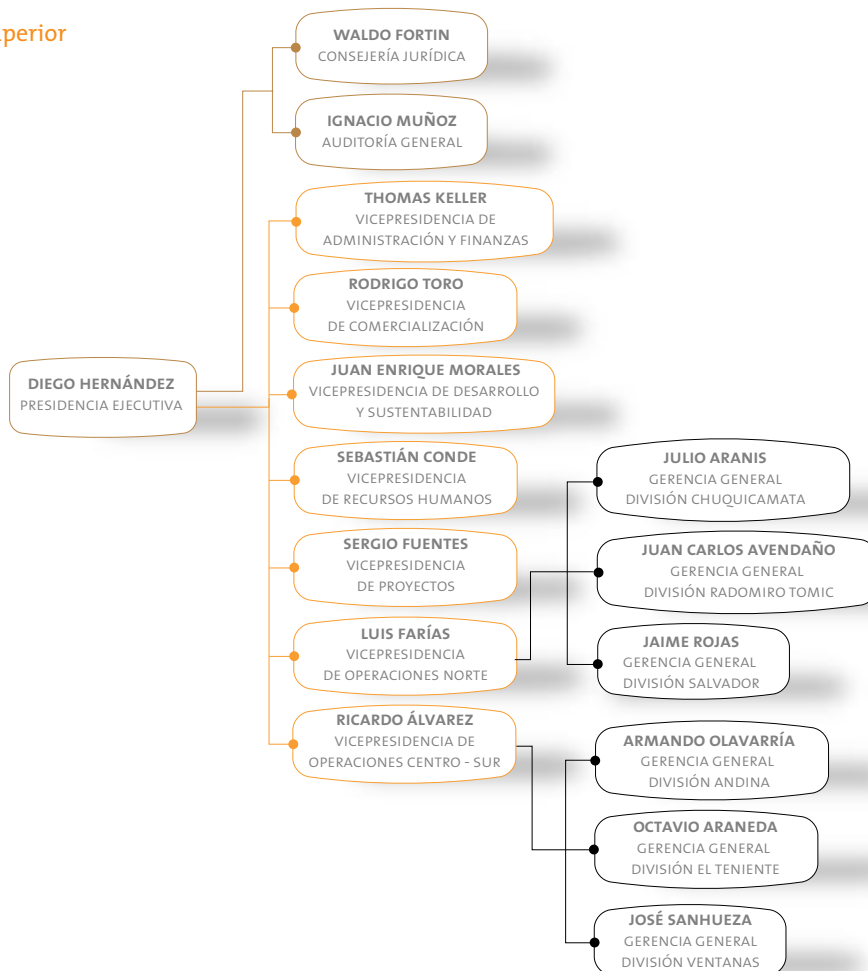 perior
WALDO FORTIN
CONSEJERÍA JURÍDICA
IGNACIO MUÑOZ
AUDITORÍA GENERAL
THOMAS KELLER
VICEPRESIDENCIA DE
ADMINISTRACIÓN Y FINANZAS
RODRIGO TORO
VICEPRESIDENCIA
DE COMERCIALIZACIÓN
DIEGO HERNÁNDEZ
PRESIDENCIA EJECUTIVA
JUAN ENRIQUE MORALES
VICEPRESIDENCIA DE DESARROLLO
Y SUSTENTABILIDAD
SEBASTIÁN CONDE
VICEPRESIDENCIA
DE RECURSOS HUMANOS
SERGIO FUENTES
VICEPRESIDENCIA
DE PROYECTOS
LUIS FARÍAS
VICEPRESIDENCIA
DE OPERACIONES NORTE
RICARDO ÁLVAREZ
VICEPRESIDENCIA DE
OPERACIONES CENTRO - SUR
JULIO ARANIS
GERENCIA GENERAL
DIVISIÓN CHUQUICAMATA
JUAN CARLOS AVENDAÑO
GERENCIA GENERAL
DIVISIÓN RADOMIRO TOMIC
JAIME ROJAS
GERENCIA GENERAL
DIVISIÓN SALVADOR
ARMANDO OLAVARRÍA
GERENCIA GENERAL
DIVISIÓN ANDINA
OCTAVIO ARANEDA
GERENCIA GENERAL
DIVISIÓN EL TENIENTE
JOSÉ SANHUEZA
GERENCIA GENERAL
DIVISIÓN VENTANAS